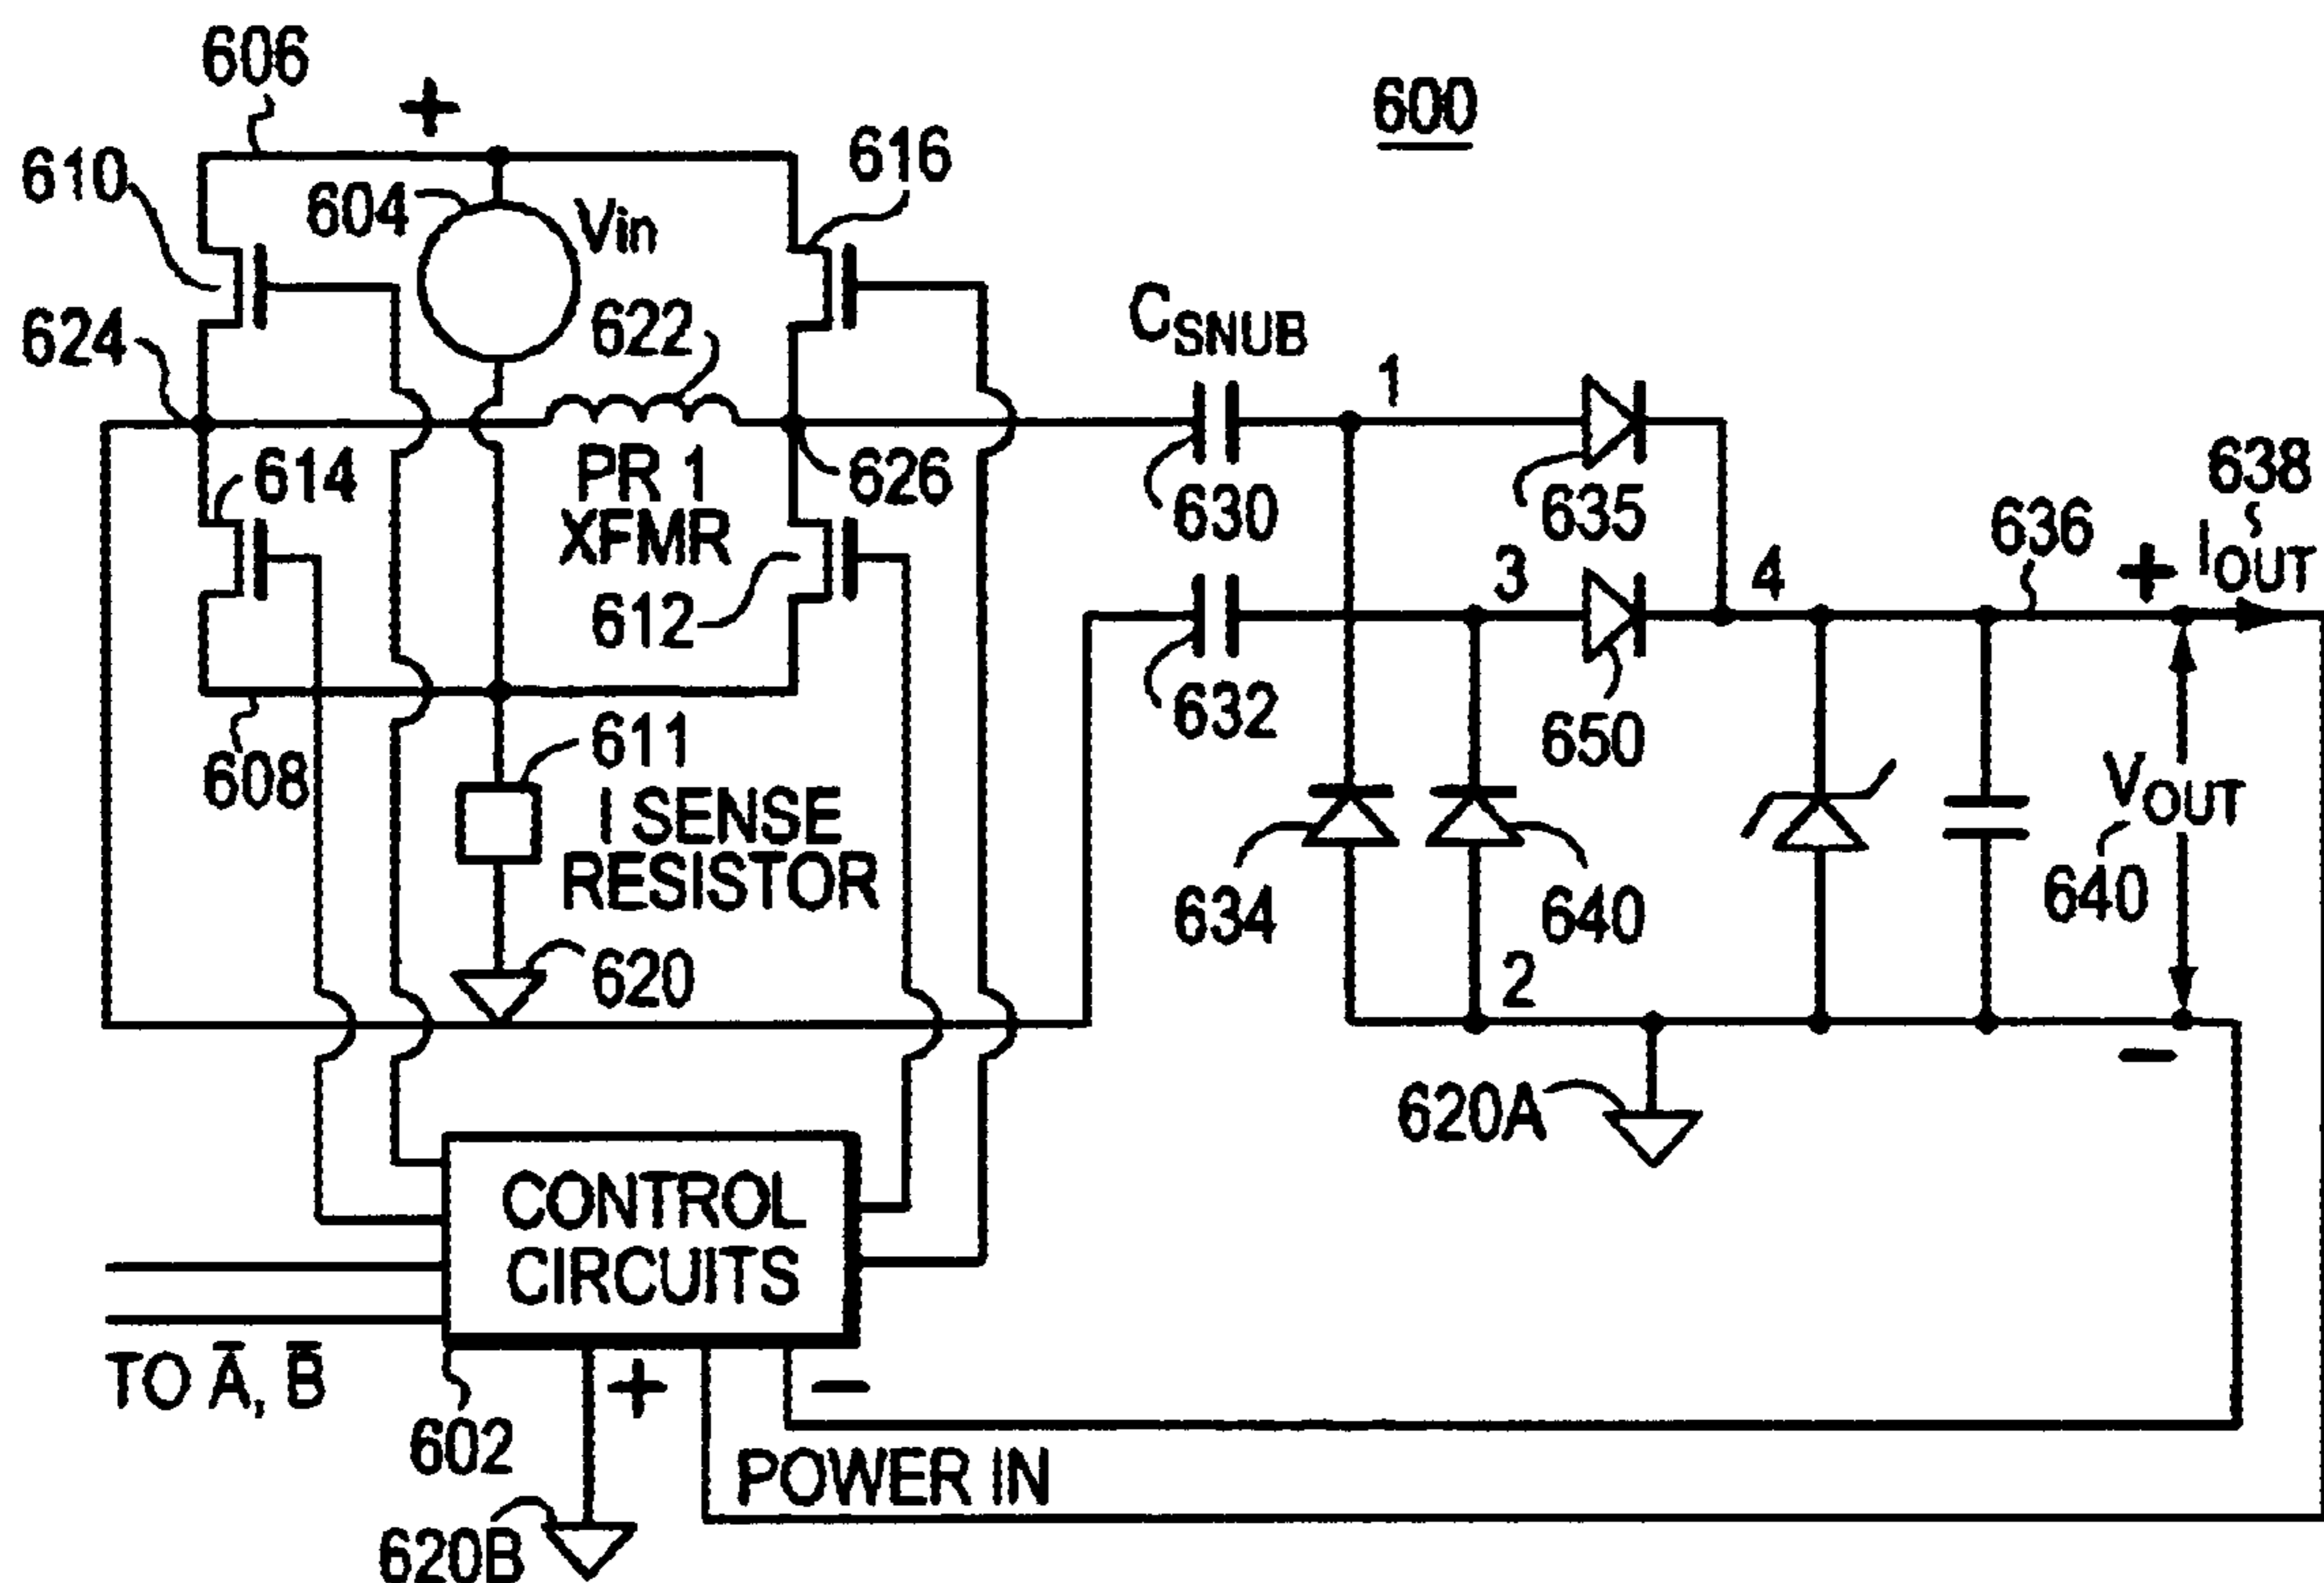 606
+
600
610
604
Vin
616
624
622
CSNUB
1
614
PR 1
XFMR
626
630
635
638
IOUT
636
+
3
4
612
632
650
611
608
I SENSE
RESISTOR
VOUT
640
634
640
620
2
620A
−
CONTROL
CIRCUITS
TO A̅, B̅
602
+
−
POWER IN
620B